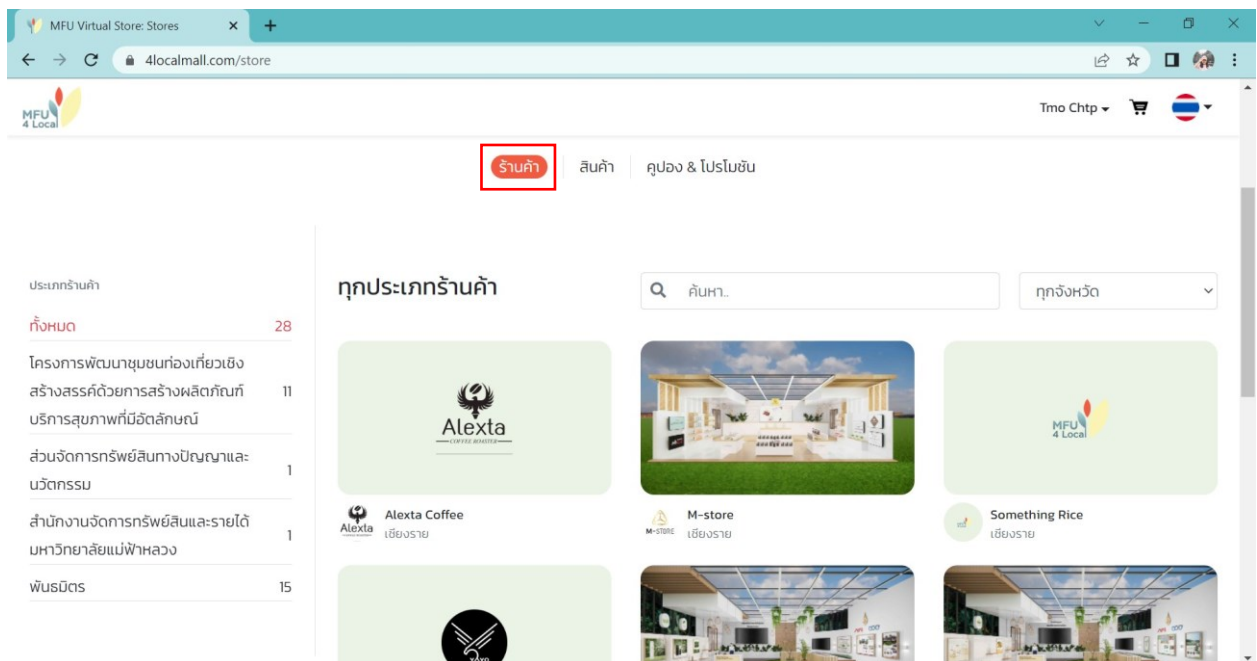 MFU Virtual Store: Stores
4localmall.com/store
MFU
4 Local
Tmo Chtp
ร้านค้า
สินค้า
คูปอง & โปรโมชัน
ประเภทร้านค้า
ทั้งหมด 28
โครงการพัฒนาชุมชนท่องเที่ยวเชิง
สร้างสรรค์ด้วยการสร้างผลิตภัณฑ์ 11
บริการสุขภาพที่มีอัตลักษณ์
ส่วนจัดการทรัพย์สินทางปัญญาและ 1
นวัตกรรม
สำนักงานจัดการทรัพย์สินและรายได้ 1
มหาวิทยาลัยแม่ฟ้าหลวง
พันธมิตร 15
ทุกประเภทร้านค้า
ค้นหา..
ทุกจังหวัด
Alexta
COFFEE ROASTER
MFU
4 Local
Alexta
Alexta Coffee
เชียงราย
M-STORE
M-store
เชียงราย
Something Rice
เชียงราย